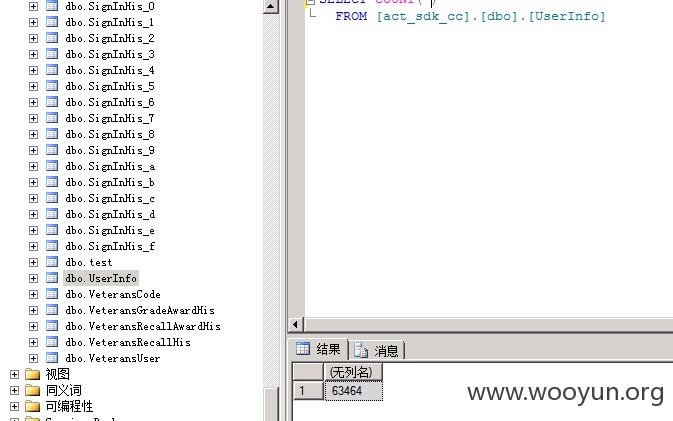 dbo.SignInHis_0
dbo.SignInHis_1
dbo.SignInHis_2
dbo.SignInHis_3
dbo.SignInHis_4
dbo.SignInHis_5
dbo.SignInHis_6
dbo.SignInHis_7
dbo.SignInHis_8
dbo.SignInHis_9
dbo.SignInHis_a
dbo.SignInHis_b
dbo.SignInHis_c
dbo.SignInHis_d
dbo.SignInHis_e
dbo.SignInHis_f
dbo.test
dbo.UserInfo
dbo.VeteransCode
dbo.VeteransGradeAwardHis
dbo.VeteransRecallAwardHis
dbo.VeteransRecallHis
dbo.VeteransUser
视图
同义词
可编程性
SELECT COUNT(*)
FROM [act_sdk_cc].[dbo].[UserInfo]
结果 消息
(无列名)
1 63464
www.wooyun.org